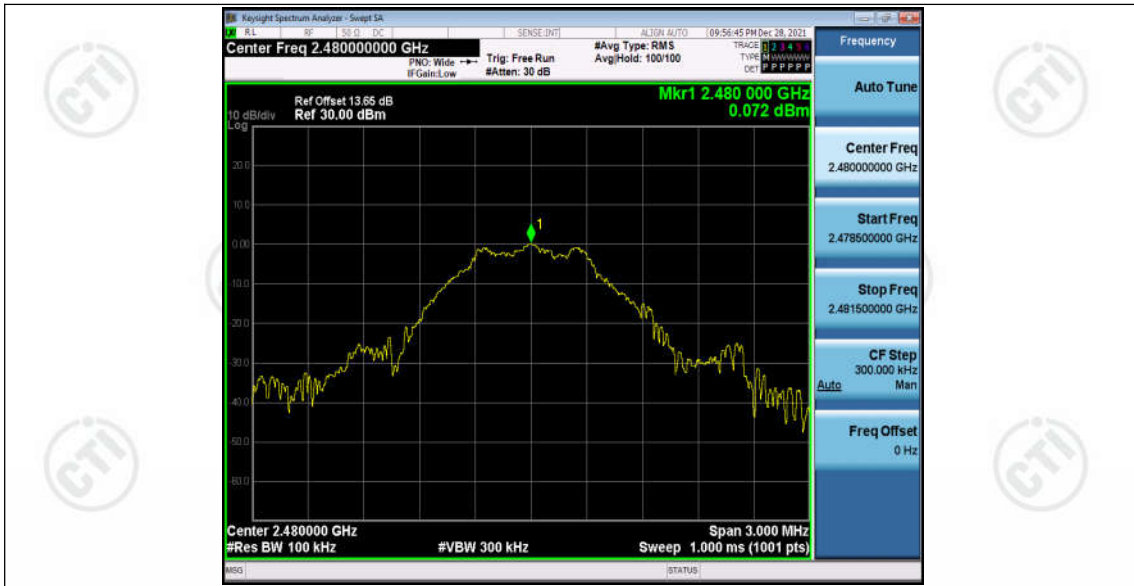 Keysight Spectrum Analyzer - Swept SA
RL RF 50 Ω DC SENSE:INT ALIGN AUTO 09:56:45 PM Dec 28, 2021
Center Freq 2.480000000 GHz
PNO: Wide
IFGain:Low
Trig: Free Run
#Atten: 30 dB
#Avg Type: RMS
Avg|Hold: 100/100
TRACE 1 2 3 4 5 6
TYPE M WWWWW
DET P P P P P P
Ref Offset 13.65 dB
10 dB/div Ref 30.00 dBm
Log
Mkr1 2.480 000 GHz
0.072 dBm
20.0
10.0
0.00
-10.0
-20.0
-30.0
-40.0
-50.0
-60.0
1
Center 2.480000 GHz
Span 3.000 MHz
#Res BW 100 kHz
#VBW 300 kHz
Sweep 1.000 ms (1001 pts)
MSG
STATUS
Frequency
Auto Tune
Center Freq
2.480000000 GHz
Start Freq
2.478500000 GHz
Stop Freq
2.481500000 GHz
CF Step
300.000 kHz
Auto Man
Freq Offset
0 Hz
CTI
CTI
CTI
CTI